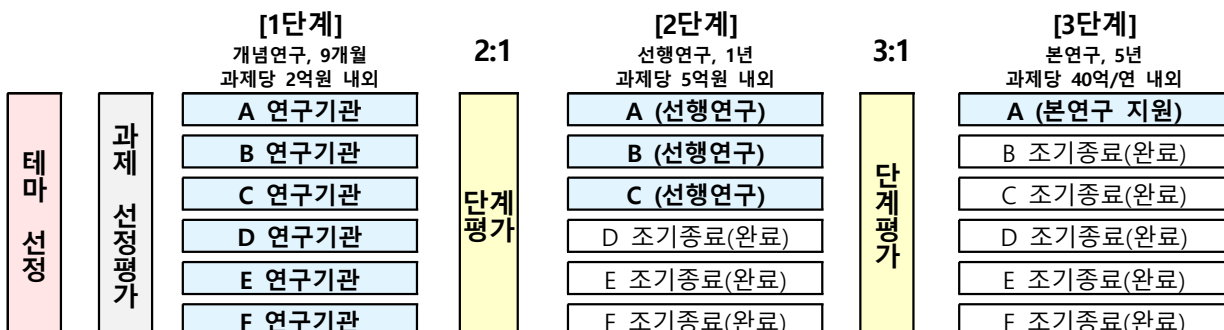 [1단계]
개념연구, 9개월
과제당 2억원 내외
2:1
[2단계]
선행연구, 1년
과제당 5억원 내외
3:1
[3단계]
본연구, 5년
과제당 40억/연 내외
테마 선정
과제 선정평가
A 연구기관
B 연구기관
C 연구기관
D 연구기관
E 연구기관
F 연구기관
단계
평가
A (선행연구)
B (선행연구)
C (선행연구)
D 조기종료(완료)
E 조기종료(완료)
F 조기종료(완료)
단계평가
A (본연구 지원)
B 조기종료(완료)
C 조기종료(완료)
D 조기종료(완료)
E 조기종료(완료)
F 조기종료(완료)